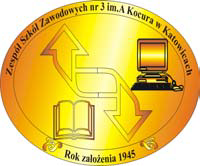 Zespół Szkół Zawodowych nr 3 im.A Kocura w Katowicach
Rok założenia 1945